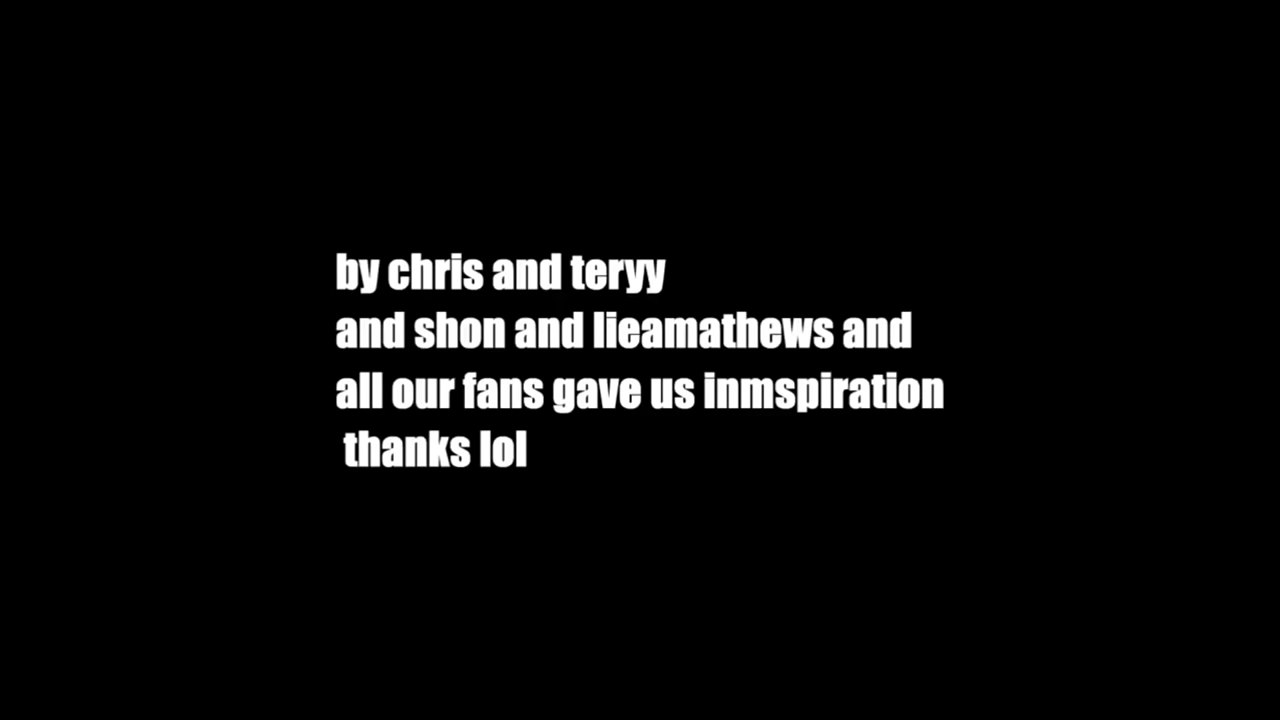 by chris and teryy
and shon and lieamathews and
all our fans gave us inmspiration
thanks lol